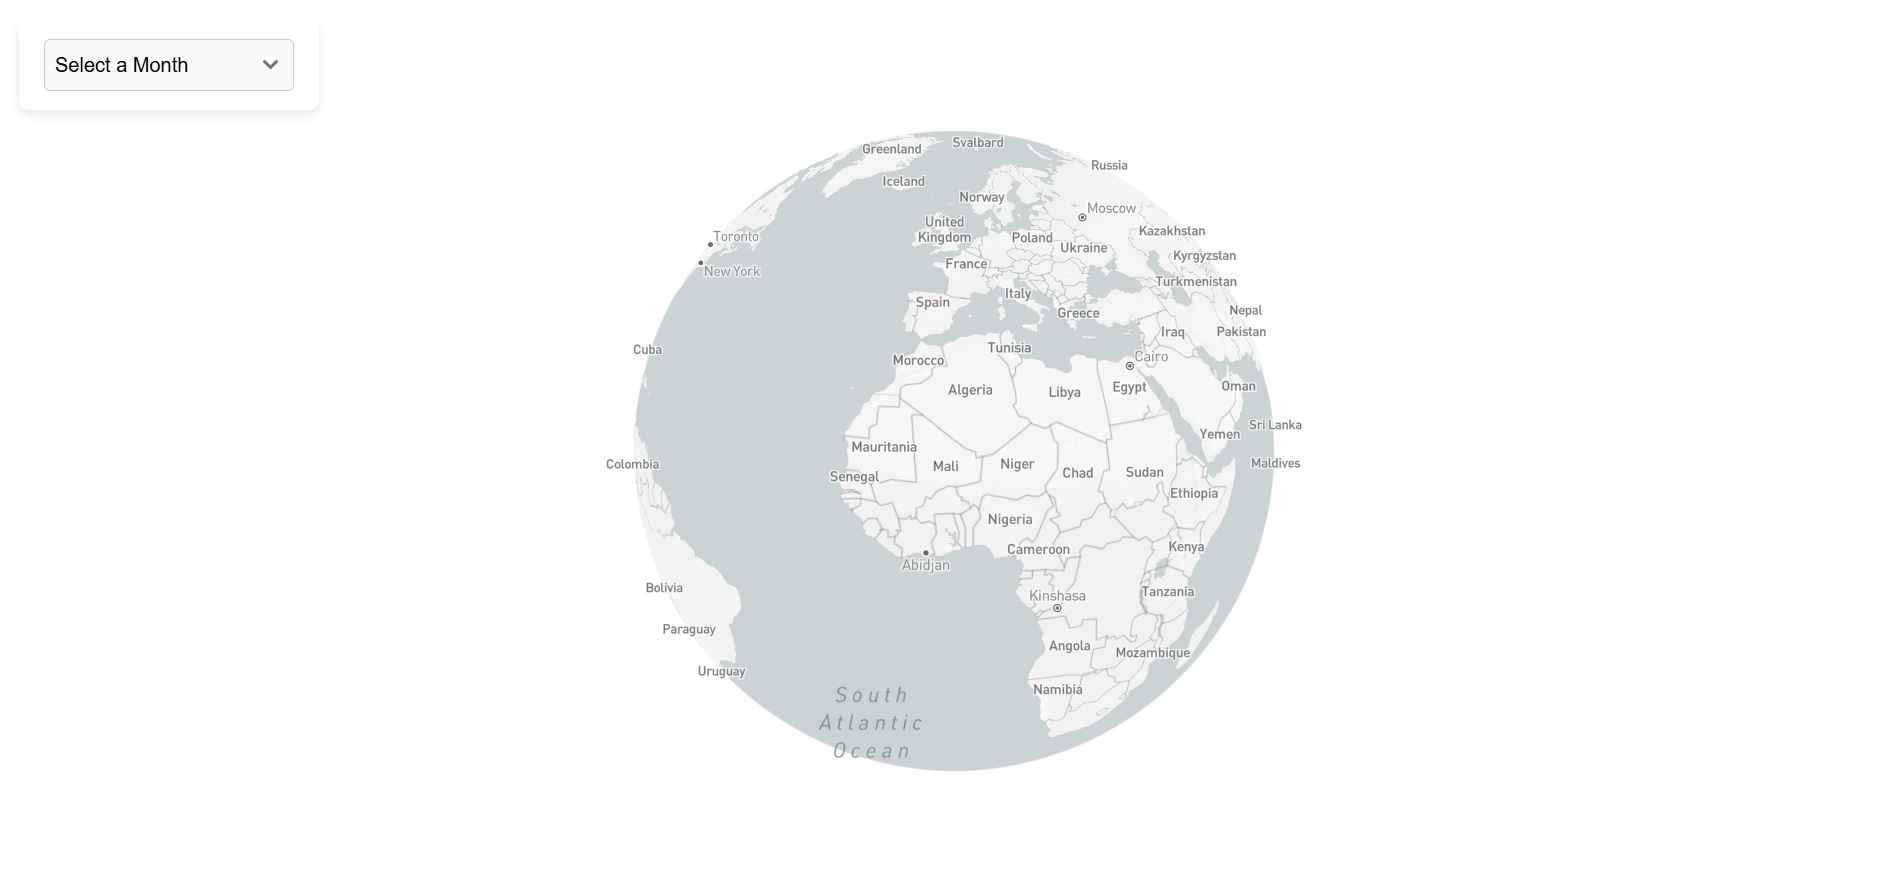 Select a Month
Svalbard
Greenland
Russia
Iceland
Norway
Moscow
United
Kingdom
Toronto
Poland
Kazakhstan
Ukraine
Kyrgyzstan
France
New York
Turkmenistan
Italy
Spain
Greece
Nepal
Iraq
Pakistan
Cuba
Tunisia
Morocco
Cairo
Algeria
Libya
Egypt
Oman
Sri Lanka
Yemen
Mauritania
Colombia
Mali
Niger
Maldives
Senegal
Chad
Sudan
Ethiopia
Nigeria
Cameroon
Kenya
Abidjan
Bolivia
Kinshasa
Tanzania
Paraguay
Angola
Mozambique
Uruguay
Namibia
South
Atlantic
Ocean